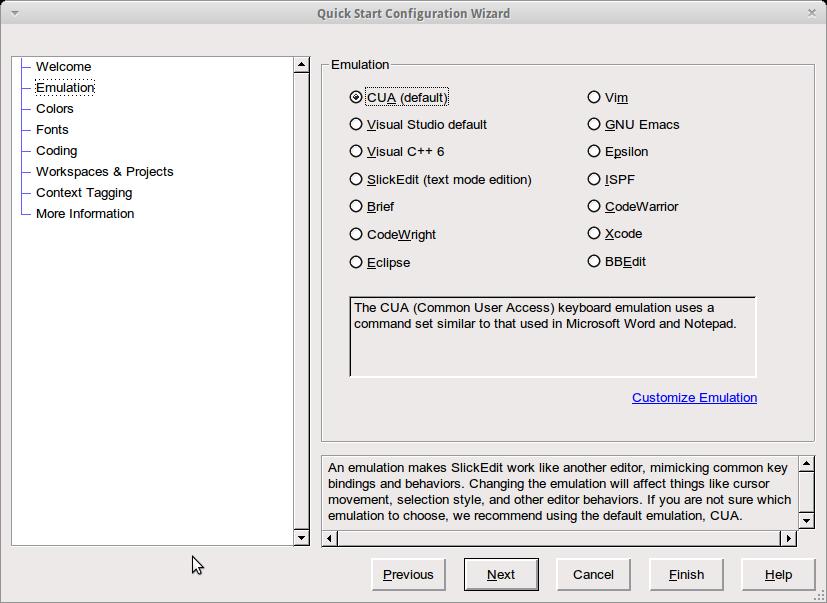 Quick Start Configuration Wizard
Welcome
Emulation
Colors
Fonts
Coding
Workspaces & Projects
Context Tagging
More Information
Emulation
CUA (default)
Visual Studio default
Visual C++ 6
SlickEdit (text mode edition)
Brief
CodeWright
Eclipse
Vim
GNU Emacs
Epsilon
ISPF
CodeWarrior
Xcode
BBEdit
The CUA (Common User Access) keyboard emulation uses a
command set similar to that used in Microsoft Word and Notepad.
Customize Emulation
An emulation makes SlickEdit work like another editor, mimicking common key
bindings and behaviors. Changing the emulation will affect things like cursor
movement, selection style, and other editor behaviors. If you are not sure which
emulation to choose, we recommend using the default emulation, CUA.
Previous
Next
Cancel
Finish
Help